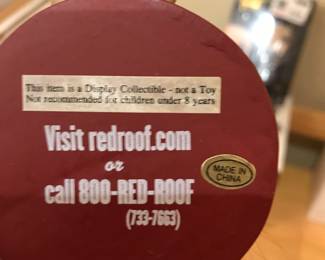 This item is a Display Collectible - not a Toy
Not recommended for children under 8 years
Visit redroof.com
or
call 800-RED-ROOF
(733-7663)
MADE IN
CHINA